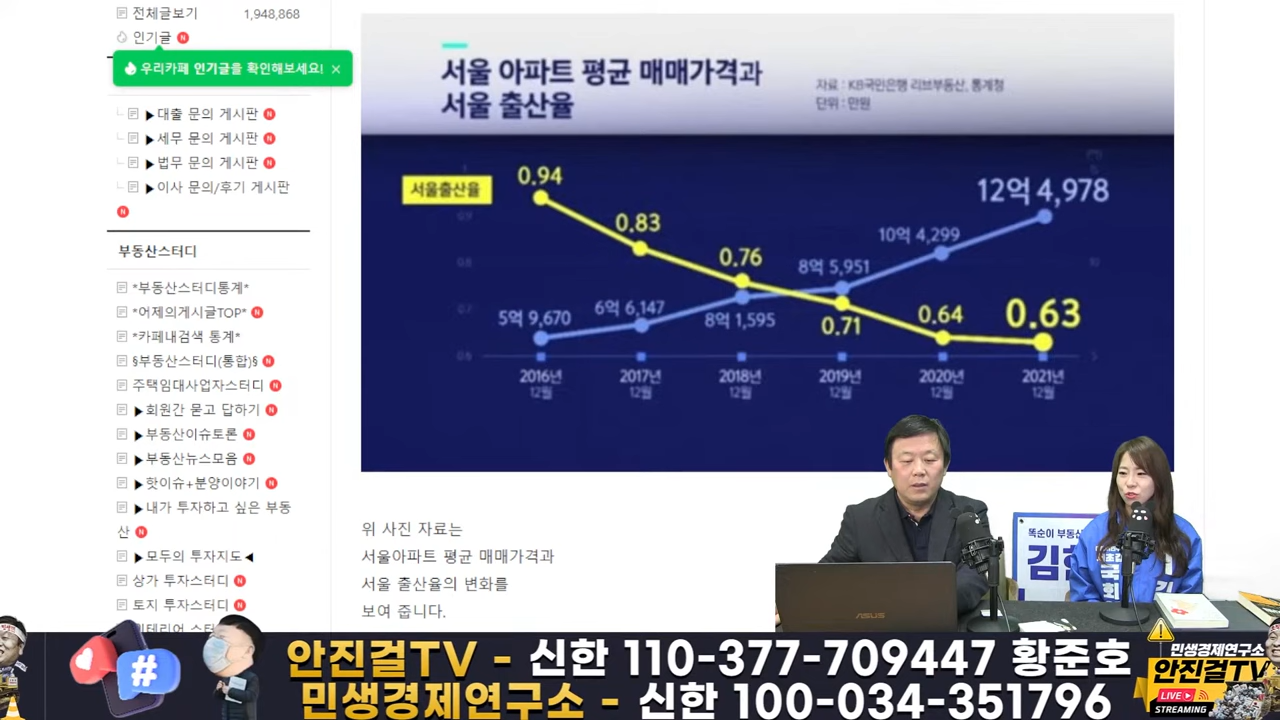 전체글보기 1,948,868
인기글 N
우리카페 인기글을 확인해보세요! ×
▶대출 문의 게시판 N
▶세무 문의 게시판 N
▶법무 문의 게시판 N
▶이사 문의/후기 게시판
N
부동산스터디
*부동산스터디통계*
*어제의게시글TOP* N
*카페내검색 통계*
§부동산스터디(통합)§ N
주택임대사업자스터디 N
▶회원간 묻고 답하기 N
▶부동산이슈토론 N
▶부동산뉴스모음 N
▶핫이슈+분양이야기 N
▶내가 투자하고 싶은 부동
산 N
▶모두의 투자지도◀
상가 투자스터디 N
토지 투자스터디 N
서울 아파트 평균 매매가격과
서울 출산율
자료 : KB국민은행 리브부동산, 통계청
단위 : 만원
서울출산율
0.94
0.83
0.76
0.71
0.64
0.63
5억 9,670
6억 6,147
8억 1,595
8억 5,951
10억 4,299
12억 4,978
0.9
0.8
0.7
0.6
10
5
2016년 2017년 2018년 2019년 2020년 2021년
12월 12월 12월 12월 12월 12월
위 사진 자료는
서울아파트 평균 매매가격과
서울 출산율의 변화를
보여 줍니다.
똑순이 부동산
김
국
ASUS
#
안진걸TV - 신한 110-377-709447 황준호
민생경제연구소 - 신한 100-034-351796
민생경제연구소
안진걸TV
LIVE
STREAMING